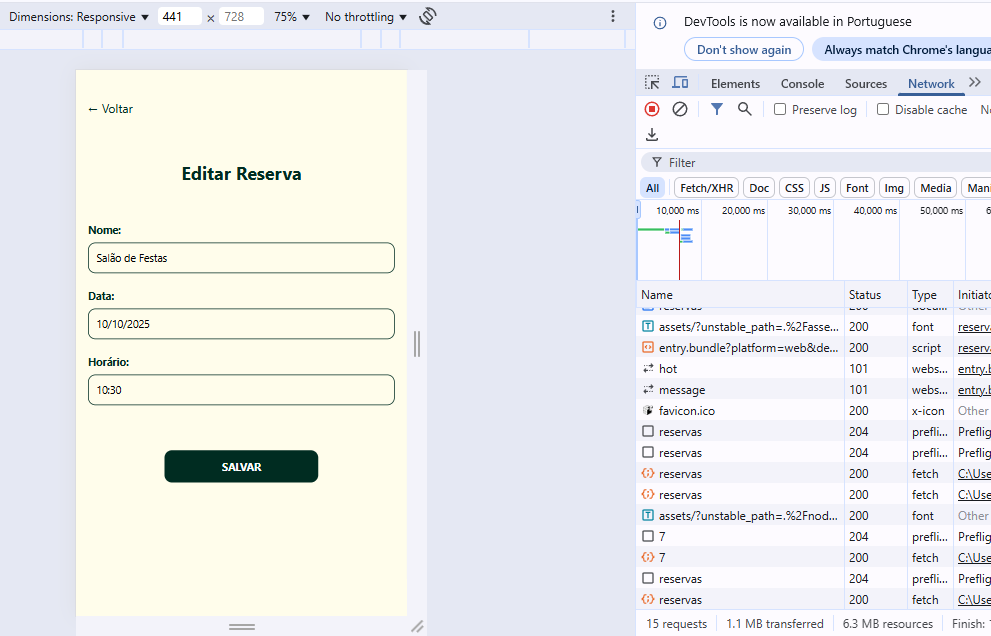 Dimensions: Responsive 441 × 728 75% No throttling
← Voltar
Editar Reserva
Nome:
Salão de Festas
Data:
10/10/2025
Horário:
10:30
SALVAR
DevTools is now available in Portuguese
Don't show again Always match Chrome's langua
Elements Console Sources Network
Preserve log Disable cache No
Filter
All Fetch/XHR Doc CSS JS Font Img Media Mani
10,000 ms 20,000 ms 30,000 ms 40,000 ms 50,000 ms 6
Name Status Type Initiato
reservas 200 docu... Other
assets/?unstable_path=.%2Fasse... 200 font reserva
entry.bundle?platform=web&de... 200 script reserva
hot 101 webs... entry.b
message 101 webs... entry.b
favicon.ico 200 x-icon Other
reservas 204 prefli... Preflig
reservas 204 prefli... Preflig
reservas 200 fetch C:\Use
reservas 200 fetch C:\Use
assets/?unstable_path=.%2Fnod... 200 font Other
7 204 prefli... Preflig
7 200 fetch C:\Use
reservas 204 prefli... Preflig
reservas 200 fetch C:\Use
15 requests 1.1 MB transferred 6.3 MB resources Finish: